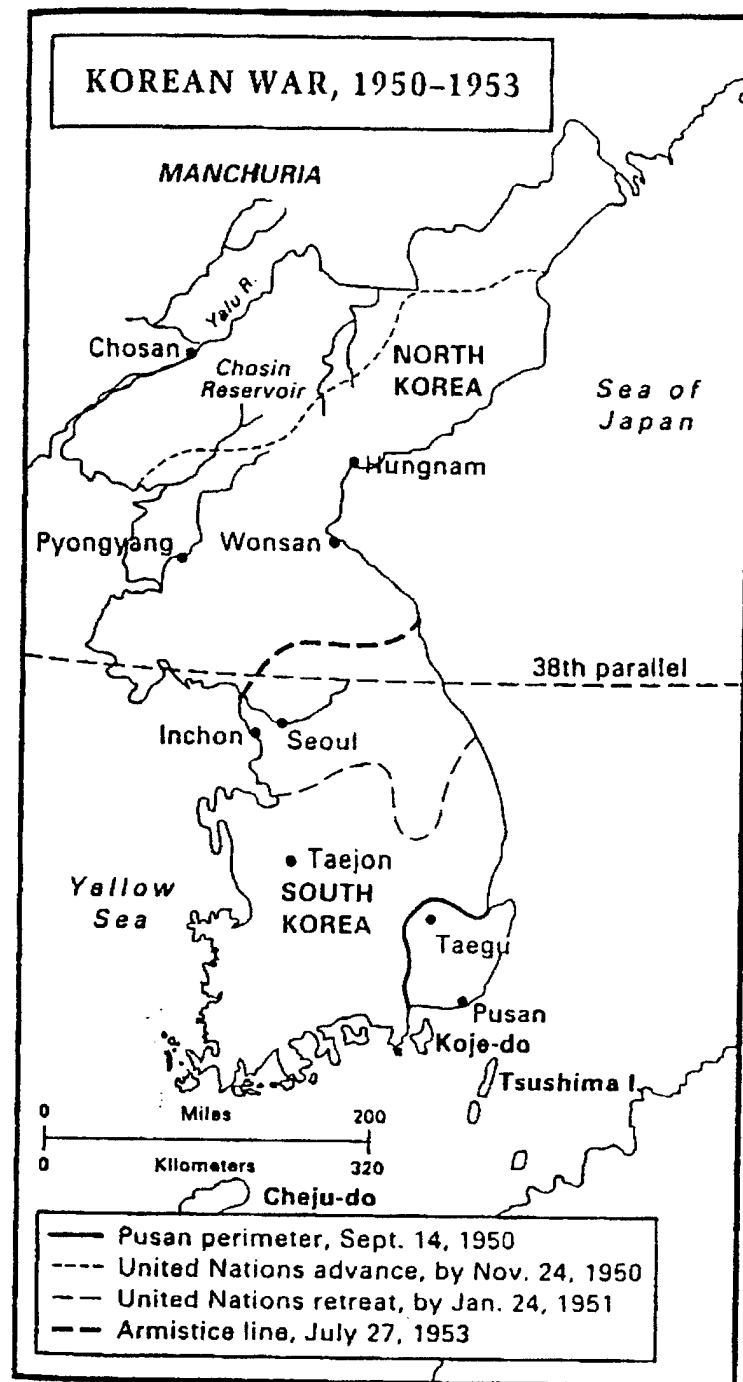 KOREAN WAR, 1950–1953
MANCHURIA
Yalu R.
Chosan
Chosin
Reservoir
NORTH
KOREA
Sea of
Japan
Hungnam
Pyongyang
Wonsan
38th parallel
Inchon
Seoul
Taejon
Yellow
Sea
SOUTH
KOREA
Taegu
Pusan
Koje-do
Tsushima I.
0 Miles 200
0 Kilometers 320
Cheju-do
Pusan perimeter, Sept. 14, 1950
United Nations advance, by Nov. 24, 1950
United Nations retreat, by Jan. 24, 1951
Armistice line, July 27, 1953